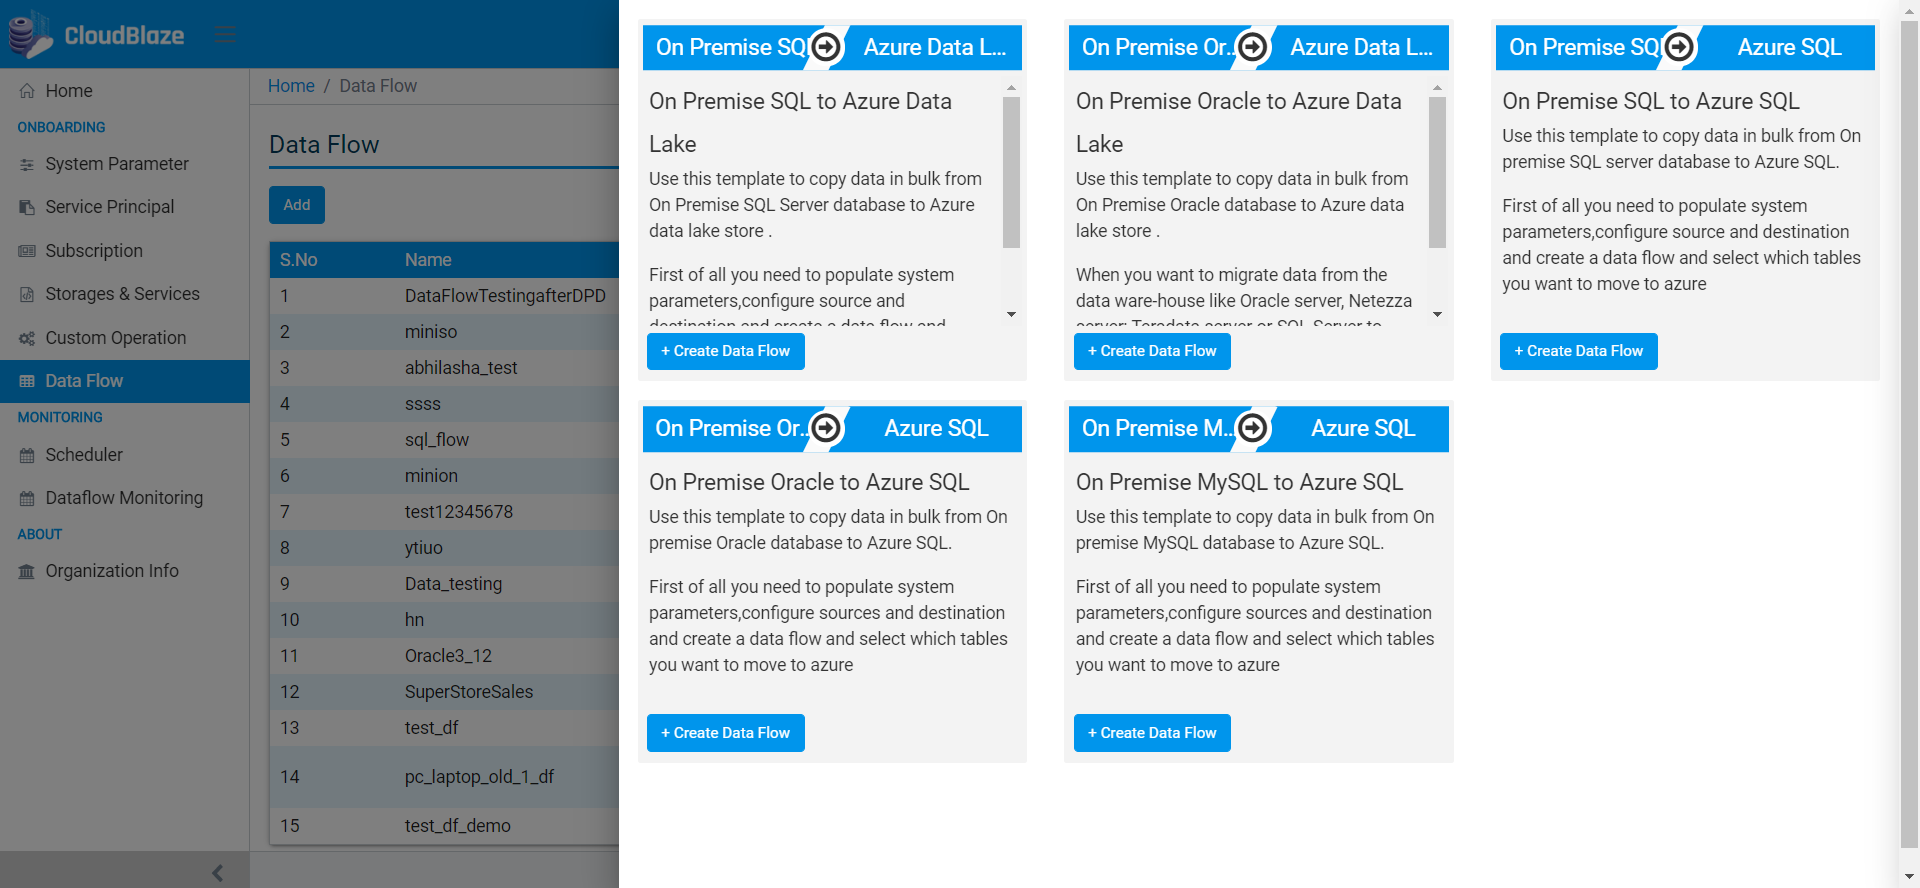 CloudBlaze
Home
ONBOARDING
System Parameter
Service Principal
Subscription
Storages & Services
Custom Operation
Data Flow
MONITORING
Scheduler
Dataflow Monitoring
ABOUT
Organization Info
Home / Data Flow
Data Flow
Add
S.No Name
1 DataFlowTestingafterDPD
2 miniso
3 abhilasha_test
4 ssss
5 sql_flow
6 minion
7 test12345678
8 ytiuo
9 Data_testing
10 hn
11 Oracle3_12
12 SuperStoreSales
13 test_df
14 pc_laptop_old_1_df
15 test_df_demo
On Premise SQL Azure Data L...
On Premise SQL to Azure Data
Lake
Use this template to copy data in bulk from
On Premise SQL Server database to Azure
data lake store .
First of all you need to populate system
parameters,configure source and
destination and create a data flow and
+ Create Data Flow
On Premise Or... Azure Data L...
On Premise Oracle to Azure Data
Lake
Use this template to copy data in bulk from
On Premise Oracle database to Azure data
lake store .
When you want to migrate data from the
data ware-house like Oracle server, Netezza
server; Teradata server or SQL Server to
+ Create Data Flow
On Premise SQL Azure SQL
On Premise SQL to Azure SQL
Use this template to copy data in bulk from On
premise SQL server database to Azure SQL.
First of all you need to populate system
parameters,configure source and destination
and create a data flow and select which tables
you want to move to azure
+ Create Data Flow
On Premise Or... Azure SQL
On Premise Oracle to Azure SQL
Use this template to copy data in bulk from On
premise Oracle database to Azure SQL.
First of all you need to populate system
parameters,configure sources and destination
and create a data flow and select which tables
you want to move to azure
+ Create Data Flow
On Premise M... Azure SQL
On Premise MySQL to Azure SQL
Use this template to copy data in bulk from On
premise MySQL database to Azure SQL.
First of all you need to populate system
parameters,configure sources and destination
and create a data flow and select which tables
you want to move to azure
+ Create Data Flow